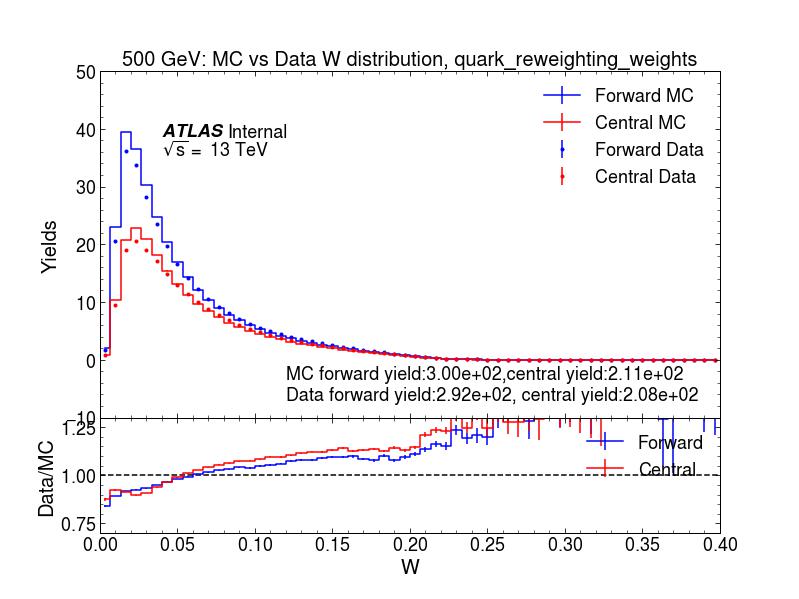 500 GeV: MC vs Data W distribution, quark_reweighting_weights
50
40
30
20
10
0
−10
Yields
ATLAS Internal
√s = 13 TeV
Forward MC
Central MC
Forward Data
Central Data
MC forward yield:3.00e+02,central yield:2.11e+02
Data forward yield:2.92e+02, central yield:2.08e+02
1.25
1.00
0.75
Data/MC
Forward
Central
0.00 0.05 0.10 0.15 0.20 0.25 0.30 0.35 0.40
W